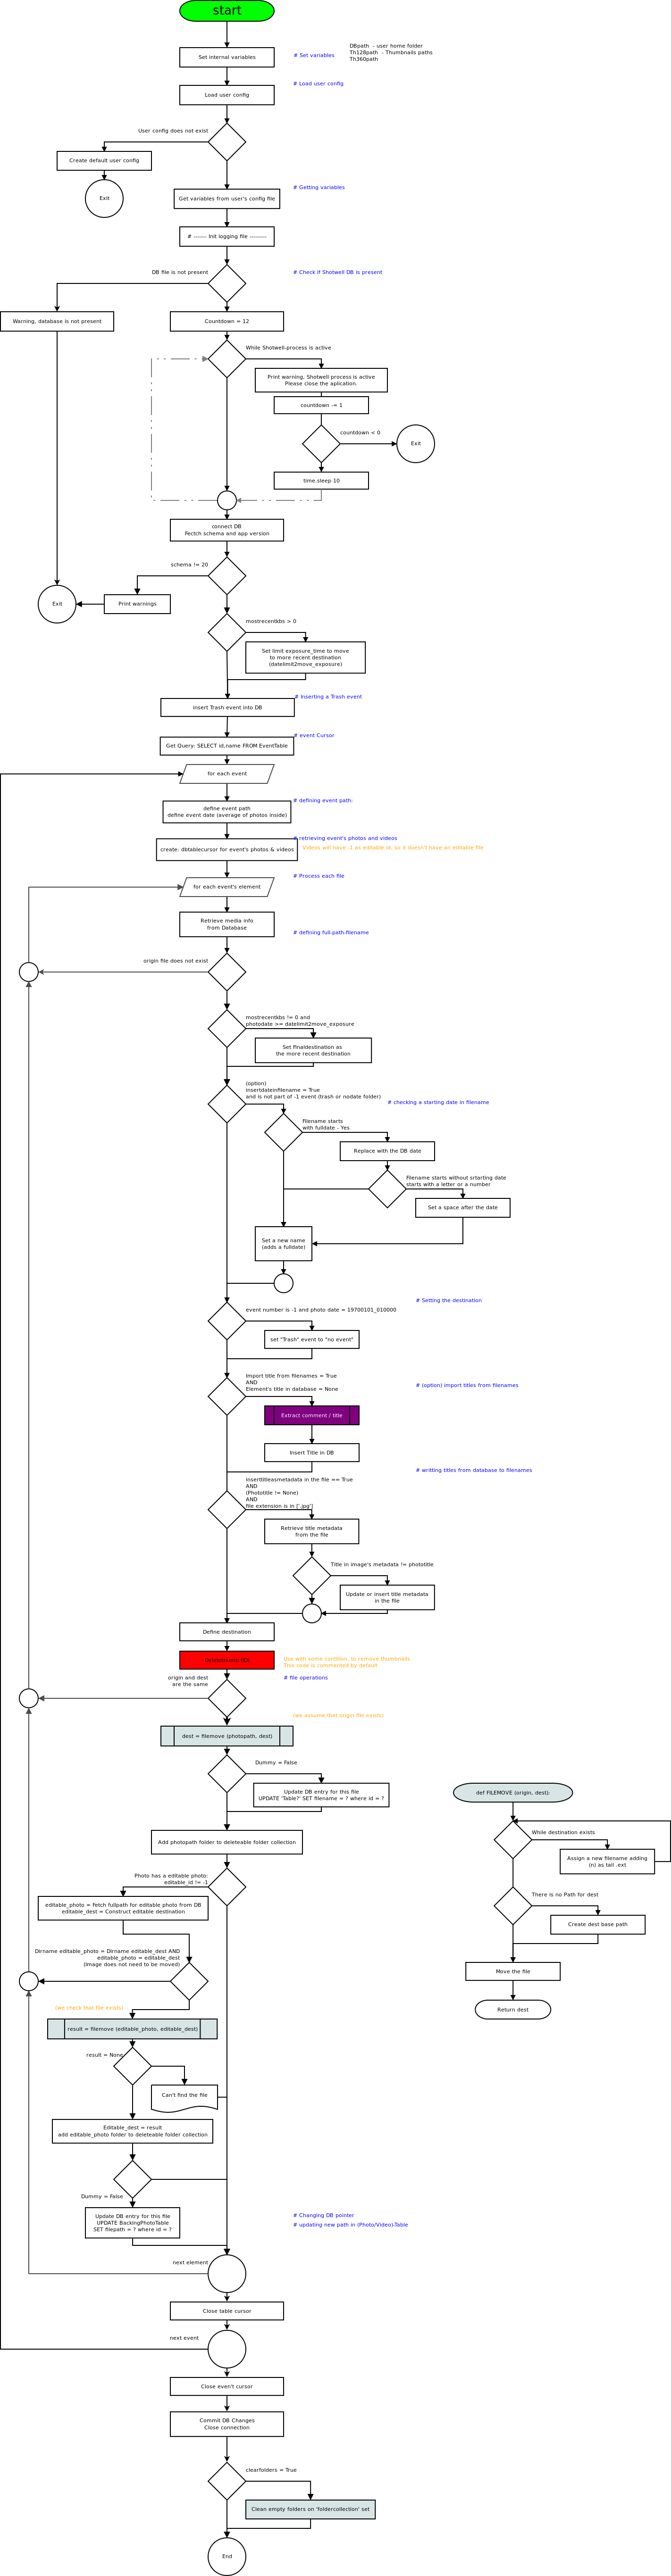 start
Set internal variables
# Set variables
DBpath - user home folder
Th128path - Thumbnails paths
Th360path
# Load user config
Load user config
User config does not exist
Create default user config
Exit
# Getting variables
Get variables from user's config file
# ------- Init logging file ---------
DB file is not present
# Check if Shotwell DB is present
Warning, database is not present
Countdown = 12
While Shotwell-process is active
Print warning, Shotwell process is active
Please close the aplication.
countdown -= 1
countdown < 0
Exit
time.sleep 10
connect DB
Fectch schema and app version
schema != 20
Exit
Print warnings
mostrecentkbs > 0
Set limit exposure_time to move
to more recent destination
(datelimit2move_exposure)
# Inserting a Trash event
insert Trash event into DB
# event Cursor
Get Query: SELECT id,name FROM EventTable
for each event
# defining event path:
define event path
define event date (average of photos inside)
# retrieving event's photos and videos
create: dbtablecursor for event's photos & videos
Videos will have -1 as editable id, so it doesn't have an editable file
# Process each file
for each event's element
Retrieve media info
from Database
# defining full-path-filename
origin file does not exist
mostrecentkbs != 0 and
photodate >= datelimit2move_exposure
Set Finaldestination as
the more recent destination
(option)
insertdateinfilename = True
and is not part of -1 event (trash or nodate folder)
# checking a starting date in filename
Filename starts
with fulldate - Yes
Replace with the DB date
Filename starts without srtarting date
starts with a letter or a number
Set a space after the date
Set a new name
(adds a fulldate)
# Setting the destination
event number is -1 and photo date = 19700101_010000
set "Trash" event to "no event"
Import title from filenames = True
AND
Element's title in database = None
# (option) import titles from filenames
Extract comment / title
Insert Title in DB
# writting titles from database to filenames
inserttitleasmetadata in the file == True
AND
(Phototitle != None)
AND
file extension is in ['.jpg']
Retrieve title metadata
from the file
Title in image's metadata != phototitle
Update or insert title metadata
in the file
Define destination
Deletethumb (ID)
Use with some condition, to remove thumbnails
This code is commented by default
origin and dest
are the same
# file operations
(we assume that origin file exists)
dest = filemove (photopath, dest)
Dummy = False
Update DB entry for this file
UPDATE 'Table?' SET filename = ? where id = ?
def FILEMOVE (origin, dest):
While destination exists
Assign a new filename adding
(n) as tail .ext
There is no Path for dest
Create dest base path
Move the file
Return dest
Add photopath folder to deleteable folder collection
Photo has a editable photo:
editable_id != -1
editable_photo = Fetch fullpath for editable photo from DB
editable_dest = Construct editable destination
Dirname editable_photo = Dirname editable_dest AND
editable_photo = editable_dest
(Image does not need to be moved)
(we check that file exists)
result = filemove (editable_photo, editable_dest)
result = None
Can't find the file
Editable_dest = result
add editable_photo folder to deleteable folder collection
Dummy = False
Update DB entry for this file
UPDATE BackingPhotoTable
SET filepath = ? where id = ?
# Changing DB pointer
# updating new path in (Photo/Video)-Table
next element
Close table cursor
next event
Close even't cursor
Commit DB Changes
Close connection
clearfolders = True
Clean empty folders on 'foldercollection' set
End